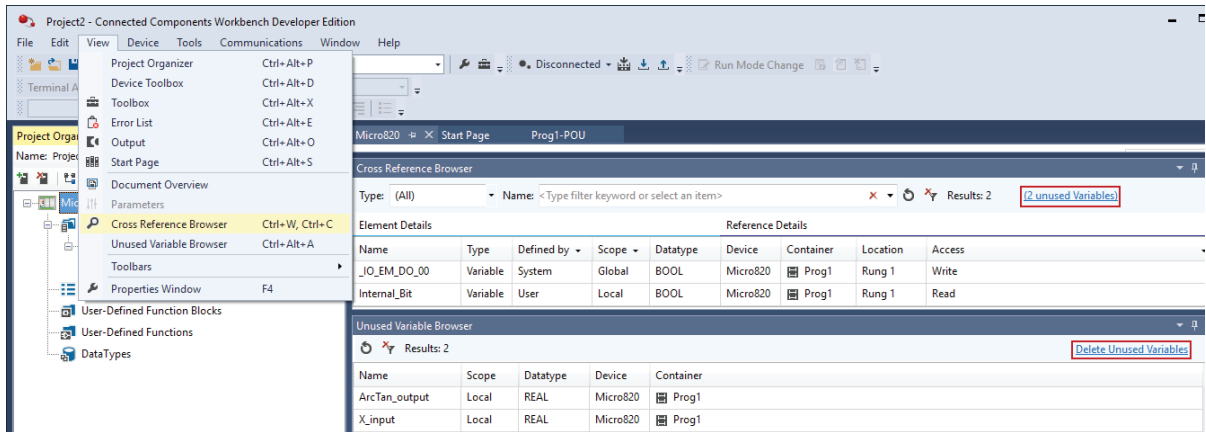 Project2 - Connected Components Workbench Developer Edition
File Edit View Device Tools Communications Window Help
Disconnected Run Mode Change
Terminal A
Project Organizer Ctrl+Alt+P
Device Toolbox Ctrl+Alt+D
Toolbox Ctrl+Alt+X
Error List Ctrl+Alt+E
Output Ctrl+Alt+O
Start Page Ctrl+Alt+S
Document Overview
Parameters
Cross Reference Browser Ctrl+W, Ctrl+C
Unused Variable Browser Ctrl+Alt+A
Toolbars
Properties Window F4
Project Orga
Name: Projec
Mic
User-Defined Function Blocks
User-Defined Functions
DataTypes
Micro820 Start Page Prog1-POU
Cross Reference Browser
Type: (All) Name: <Type filter keyword or select an item> Results: 2 (2 unused Variables)
Element Details Reference Details
Name Type Defined by Scope Datatype Device Container Location Access
_IO_EM_DO_00 Variable System Global BOOL Micro820 Prog1 Rung 1 Write
Internal_Bit Variable User Local BOOL Micro820 Prog1 Rung 1 Read
Unused Variable Browser
Results: 2 Delete Unused Variables
Name Scope Datatype Device Container
ArcTan_output Local REAL Micro820 Prog1
X_input Local REAL Micro820 Prog1